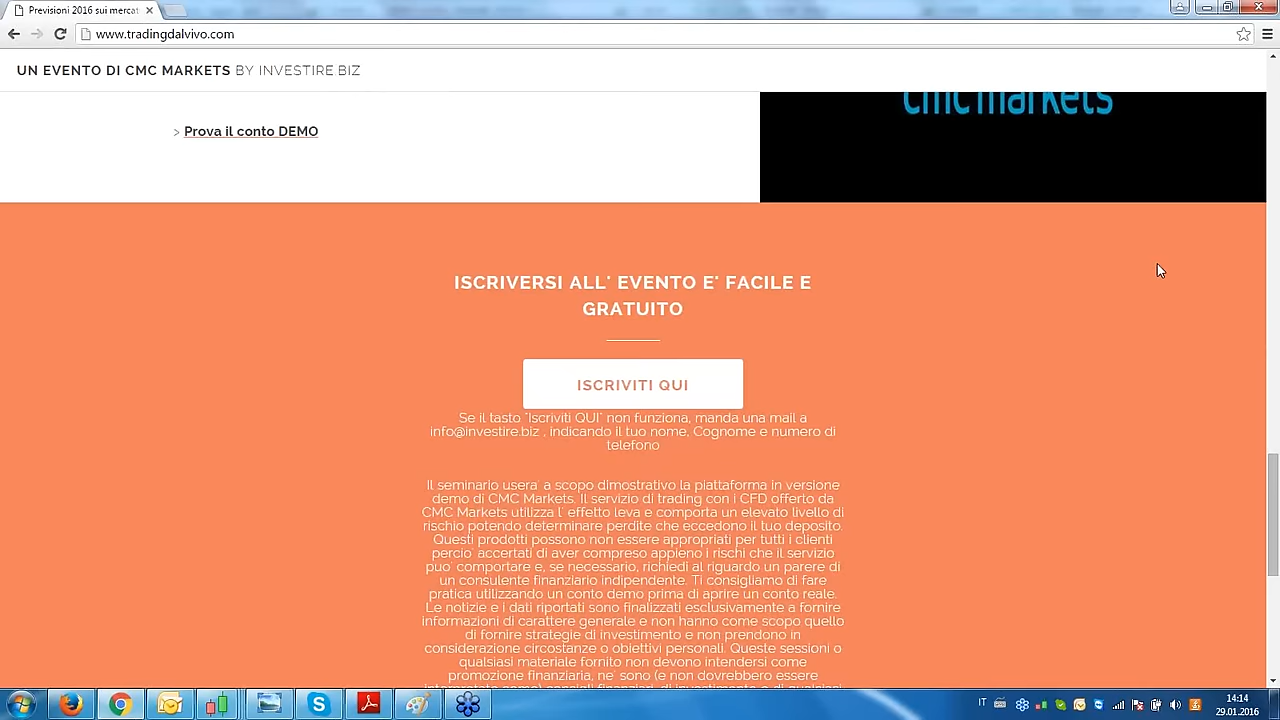 Previsioni 2016 sui mercat
www.tradingdalvivo.com
UN EVENTO DI CMC MARKETS BY INVESTIRE.BIZ
cmc markets
> Prova il conto DEMO
ISCRIVERSI ALL' EVENTO E' FACILE E
GRATUITO
ISCRIVITI QUI
Se il tasto "Iscriviti QUI" non funziona, manda una mail a
info@investire.biz , indicando il tuo nome, Cognome e numero di
telefono
Il seminario usera' a scopo dimostrativo la piattaforma in versione
demo di CMC Markets. Il servizio di trading con i CFD offerto da
CMC Markets utilizza l' effetto leva e comporta un elevato livello di
rischio potendo determinare perdite che eccedono il tuo deposito.
Questi prodotti possono non essere appropriati per tutti i clienti
percio' accertati di aver compreso appieno i rischi che il servizio
puo' comportare e, se necessario, richiedi al riguardo un parere di
un consulente finanziario indipendente. Ti consigliamo di fare
pratica utilizzando un conto demo prima di aprire un conto reale.
Le notizie e i dati riportati sono finalizzati esclusivamente a fornire
informazioni di carattere generale e non hanno come scopo quello
di fornire strategie di investimento e non prendono in
considerazione circostanze o obiettivi personali. Queste sessioni o
qualsiasi materiale fornito non devono intendersi come
promozione finanziaria, ne' sono (e non dovrebbero essere
IT
14:14
29.01.2016